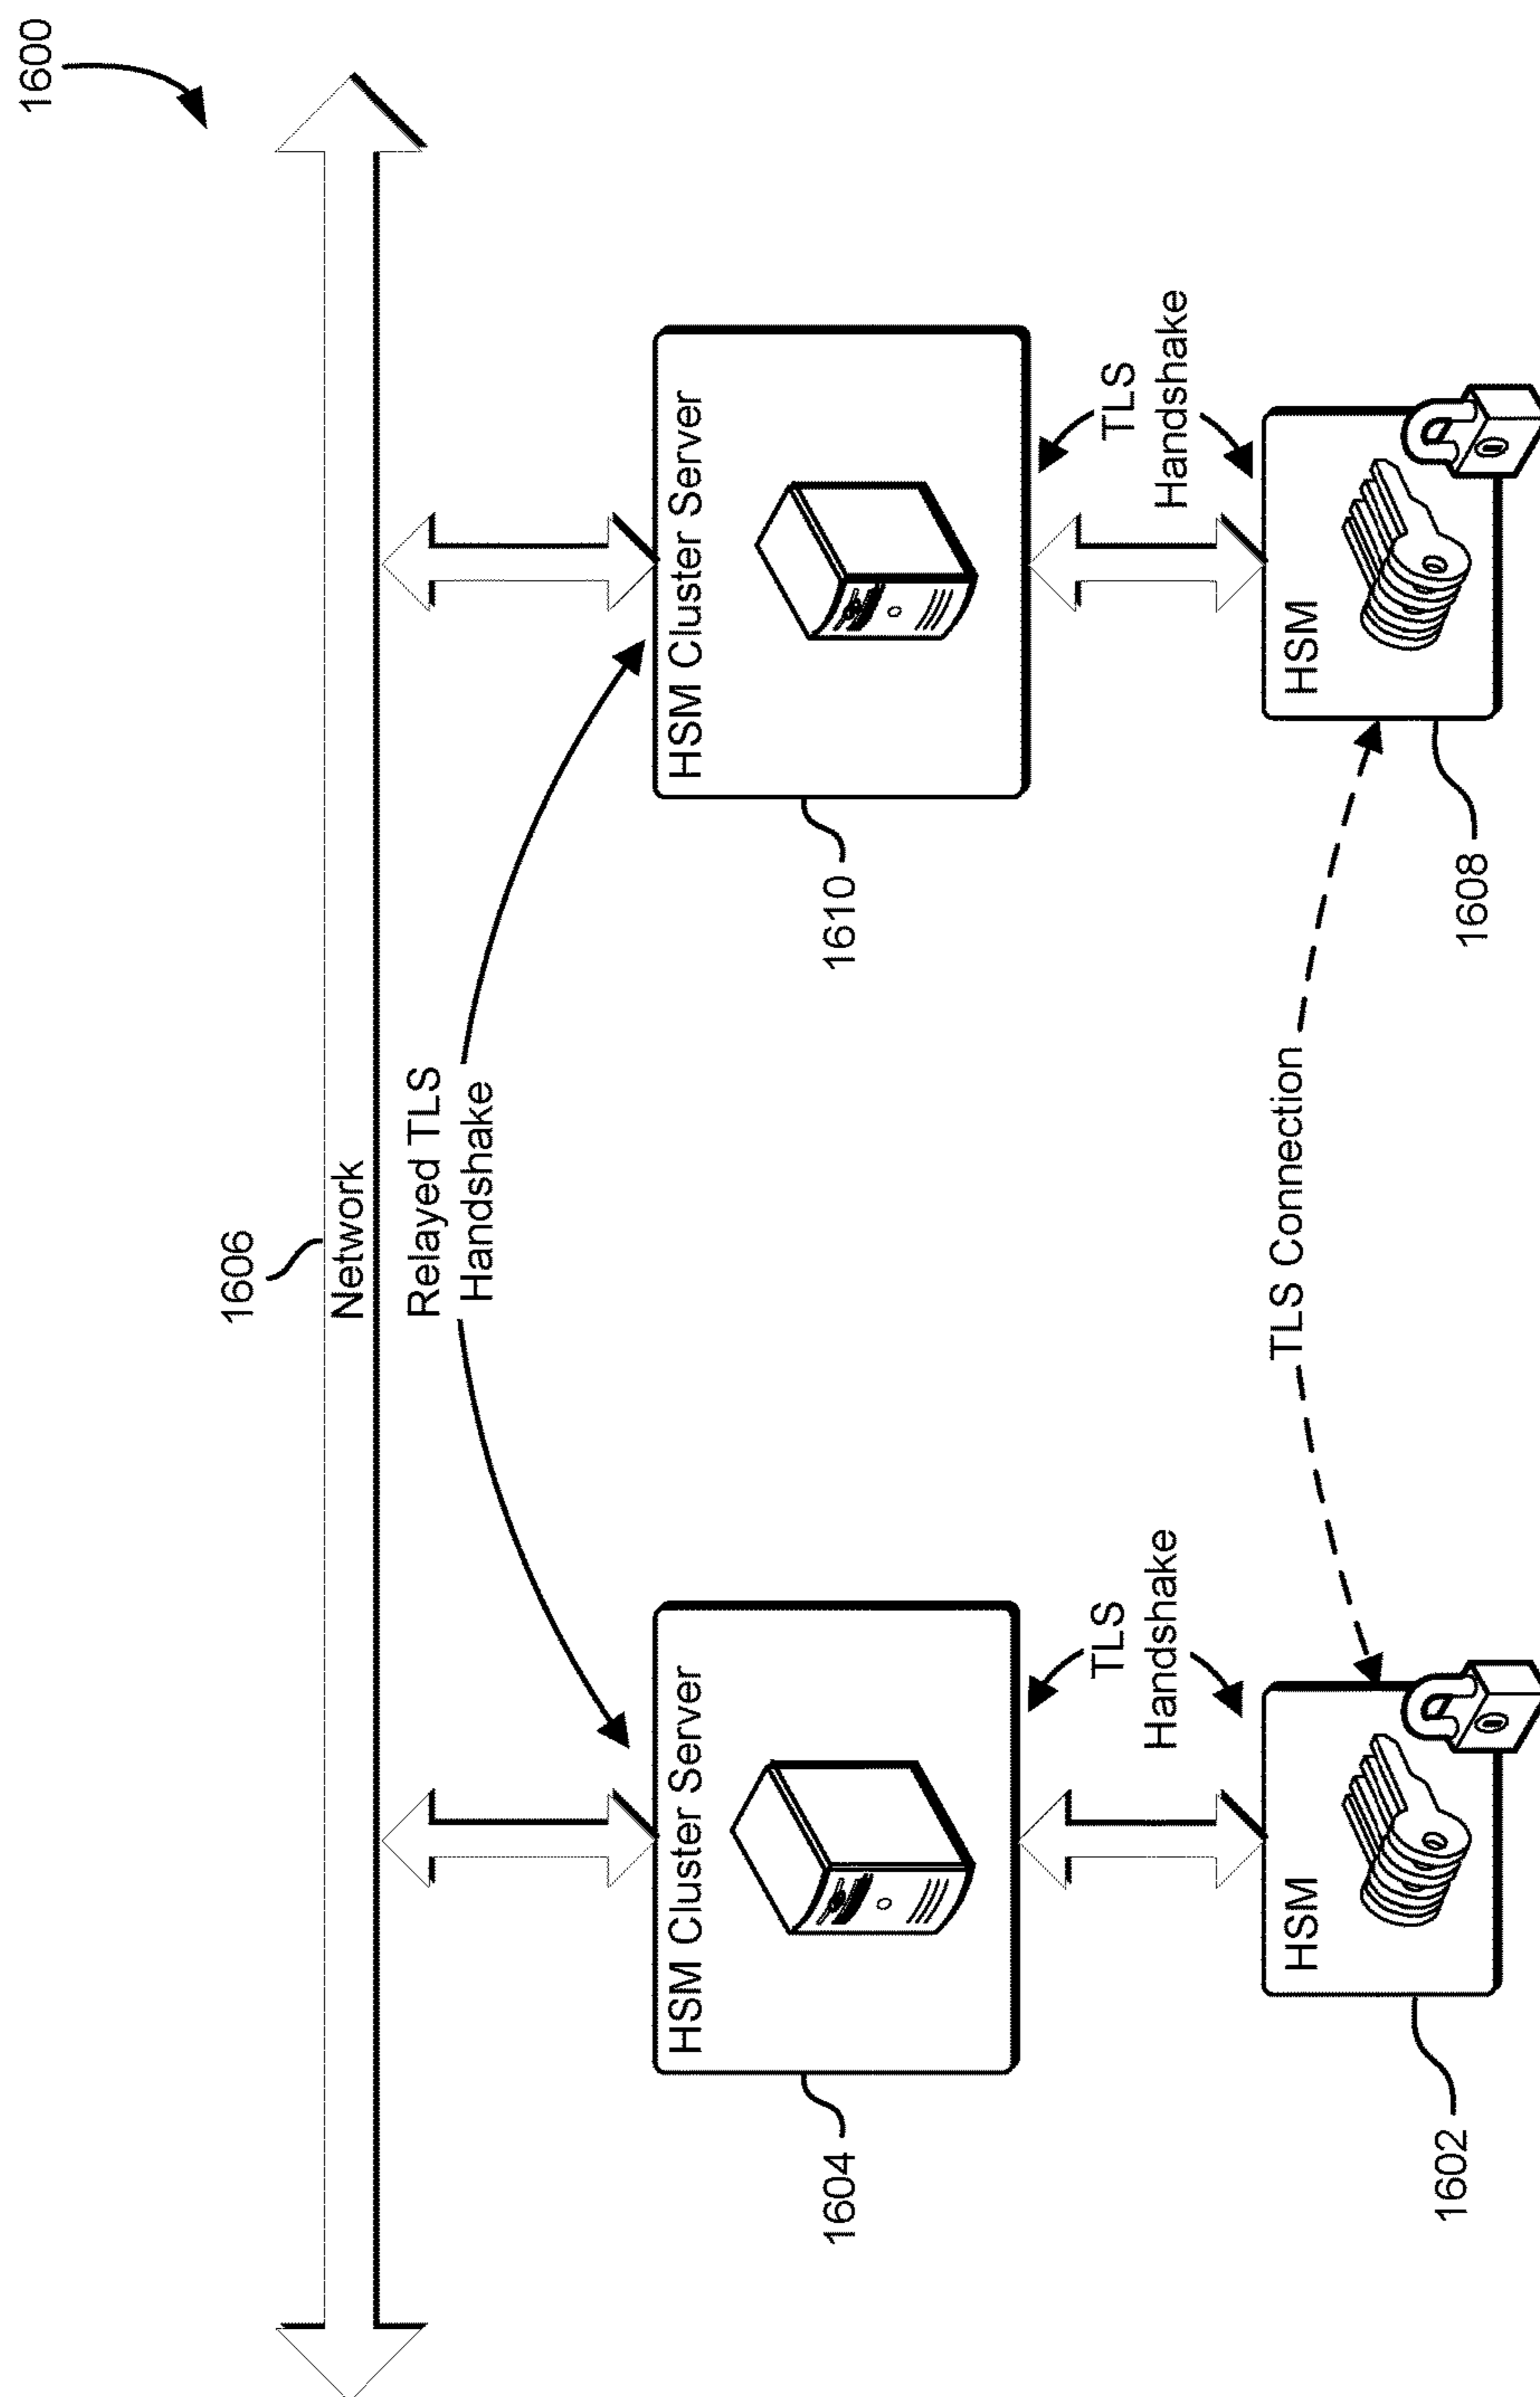 1600
1606
Network
Relayed TLS
Handshake
HSM Cluster Server
HSM Cluster Server
1604
1610
TLS
Handshake
TLS
Handshake
HSM
HSM
TLS Connection
1602
1608